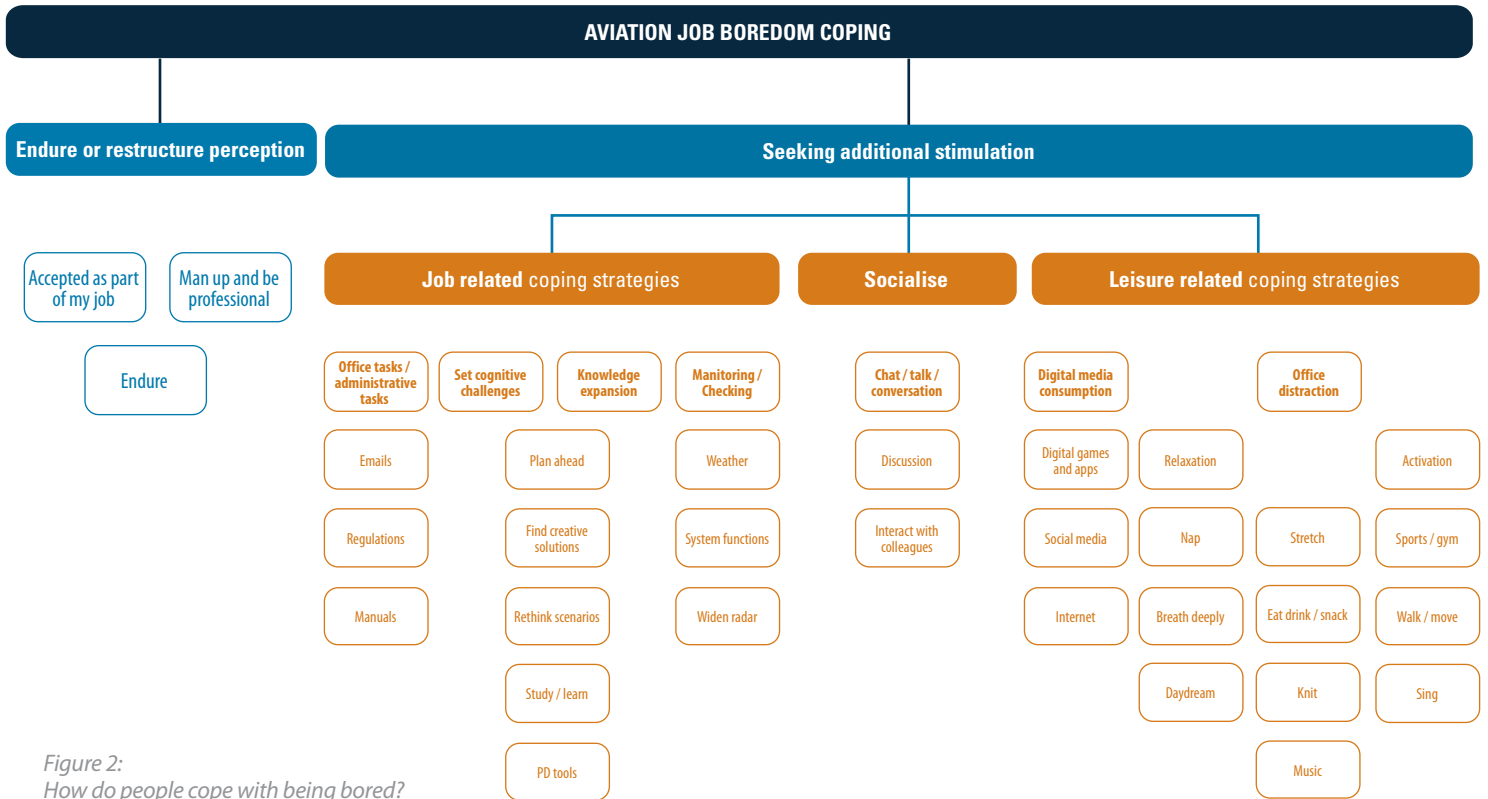 AVIATION JOB BOREDOM COPING
Endure or restructure perception
Seeking additional stimulation
Accepted as part
of my job
Man up and be
professional
Endure
Job related coping strategies
Socialise
Leisure related coping strategies
Office tasks /
administrative
tasks
Set cognitive
challenges
Knowledge
expansion
Manitoring /
Checking
Chat / talk /
conversation
Digital media
consumption
Office
distraction
Emails
Plan ahead
Weather
Discussion
Digital games
and apps
Relaxation
Activation
Regulations
Find creative
solutions
System functions
Interact with
colleagues
Social media
Nap
Stretch
Sports / gym
Manuals
Rethink scenarios
Widen radar
Internet
Breath deeply
Eat drink / snack
Walk / move
Study / learn
Daydream
Knit
Sing
PD tools
Music
Figure 2:
How do people cope with being bored?